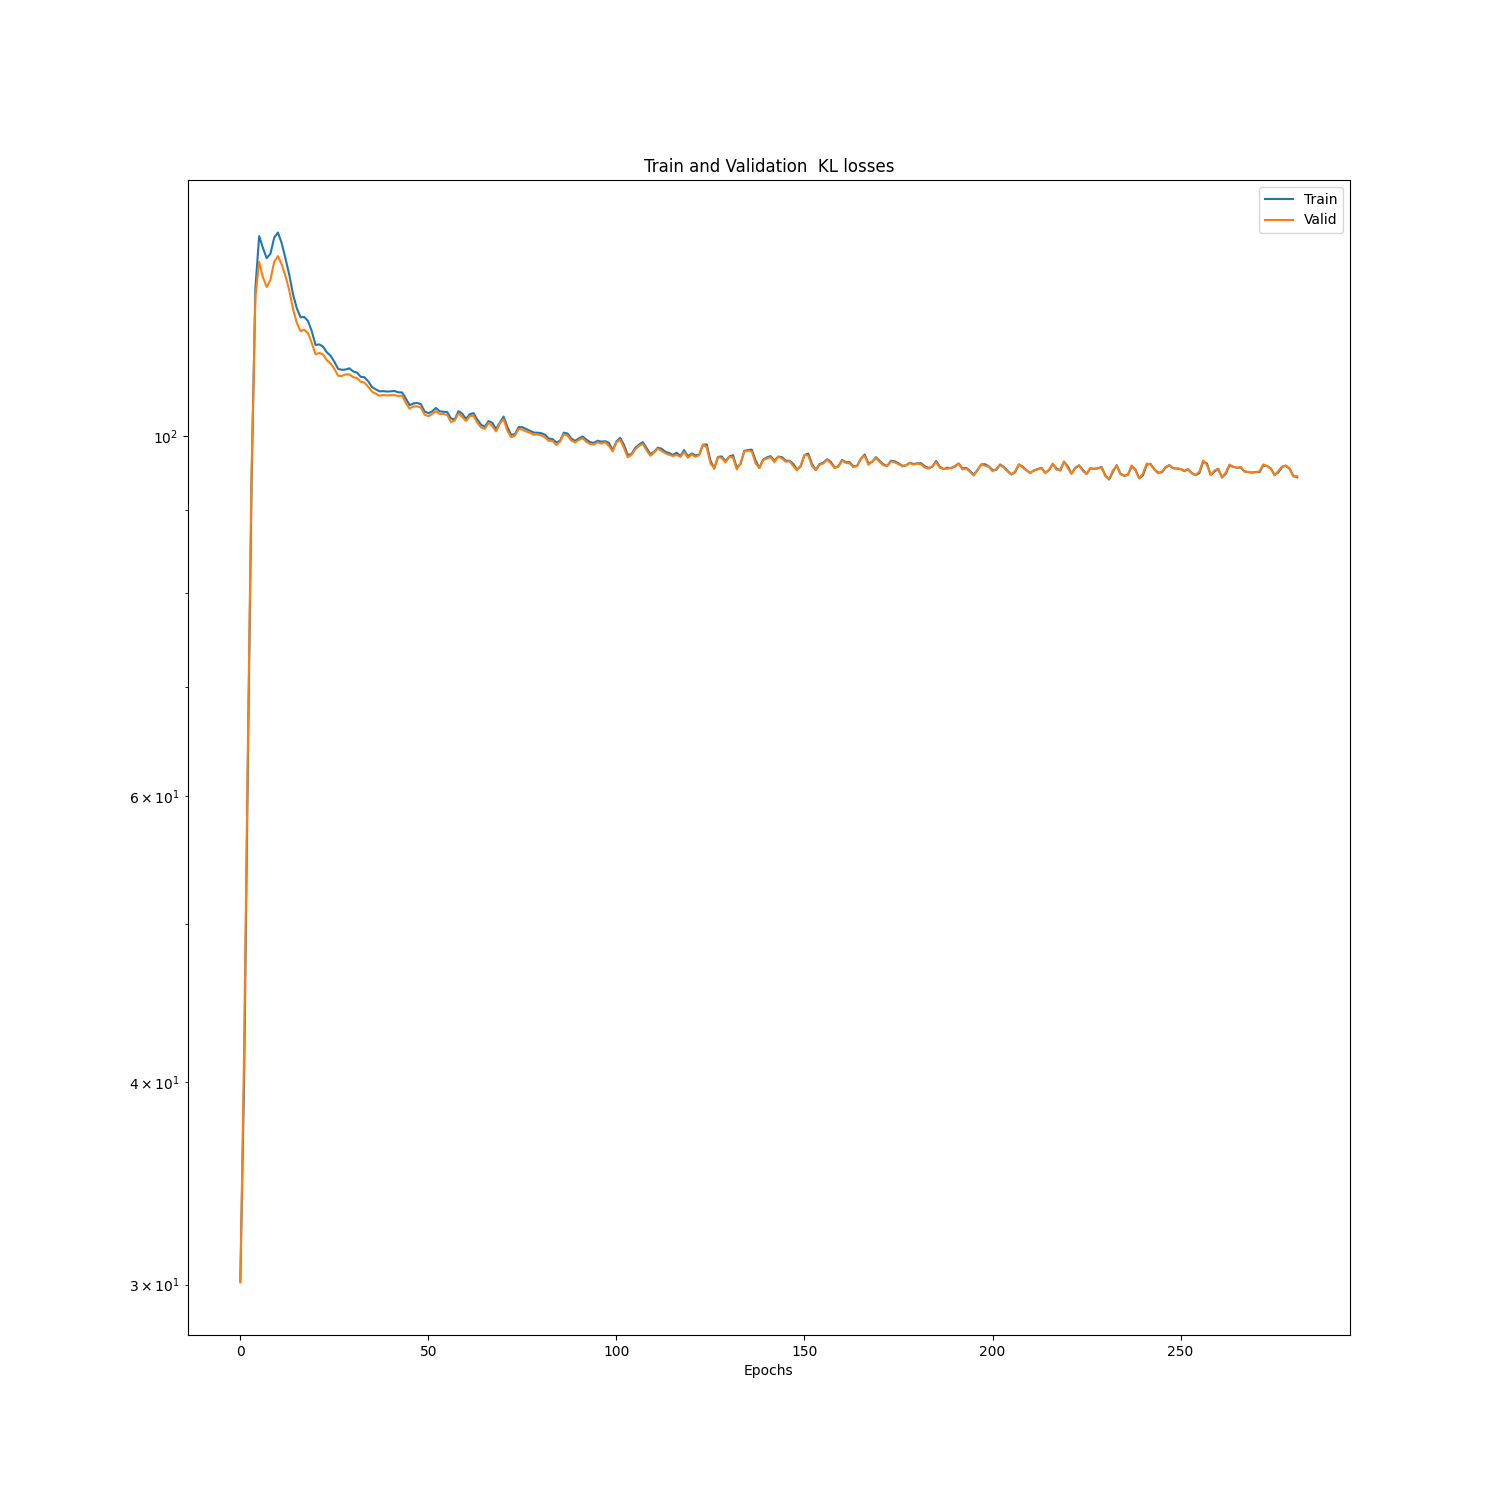 Train and Validation  KL losses
Train
Valid
10²
6 × 10¹
4 × 10¹
3 × 10¹
0 50 100 150 200 250
Epochs